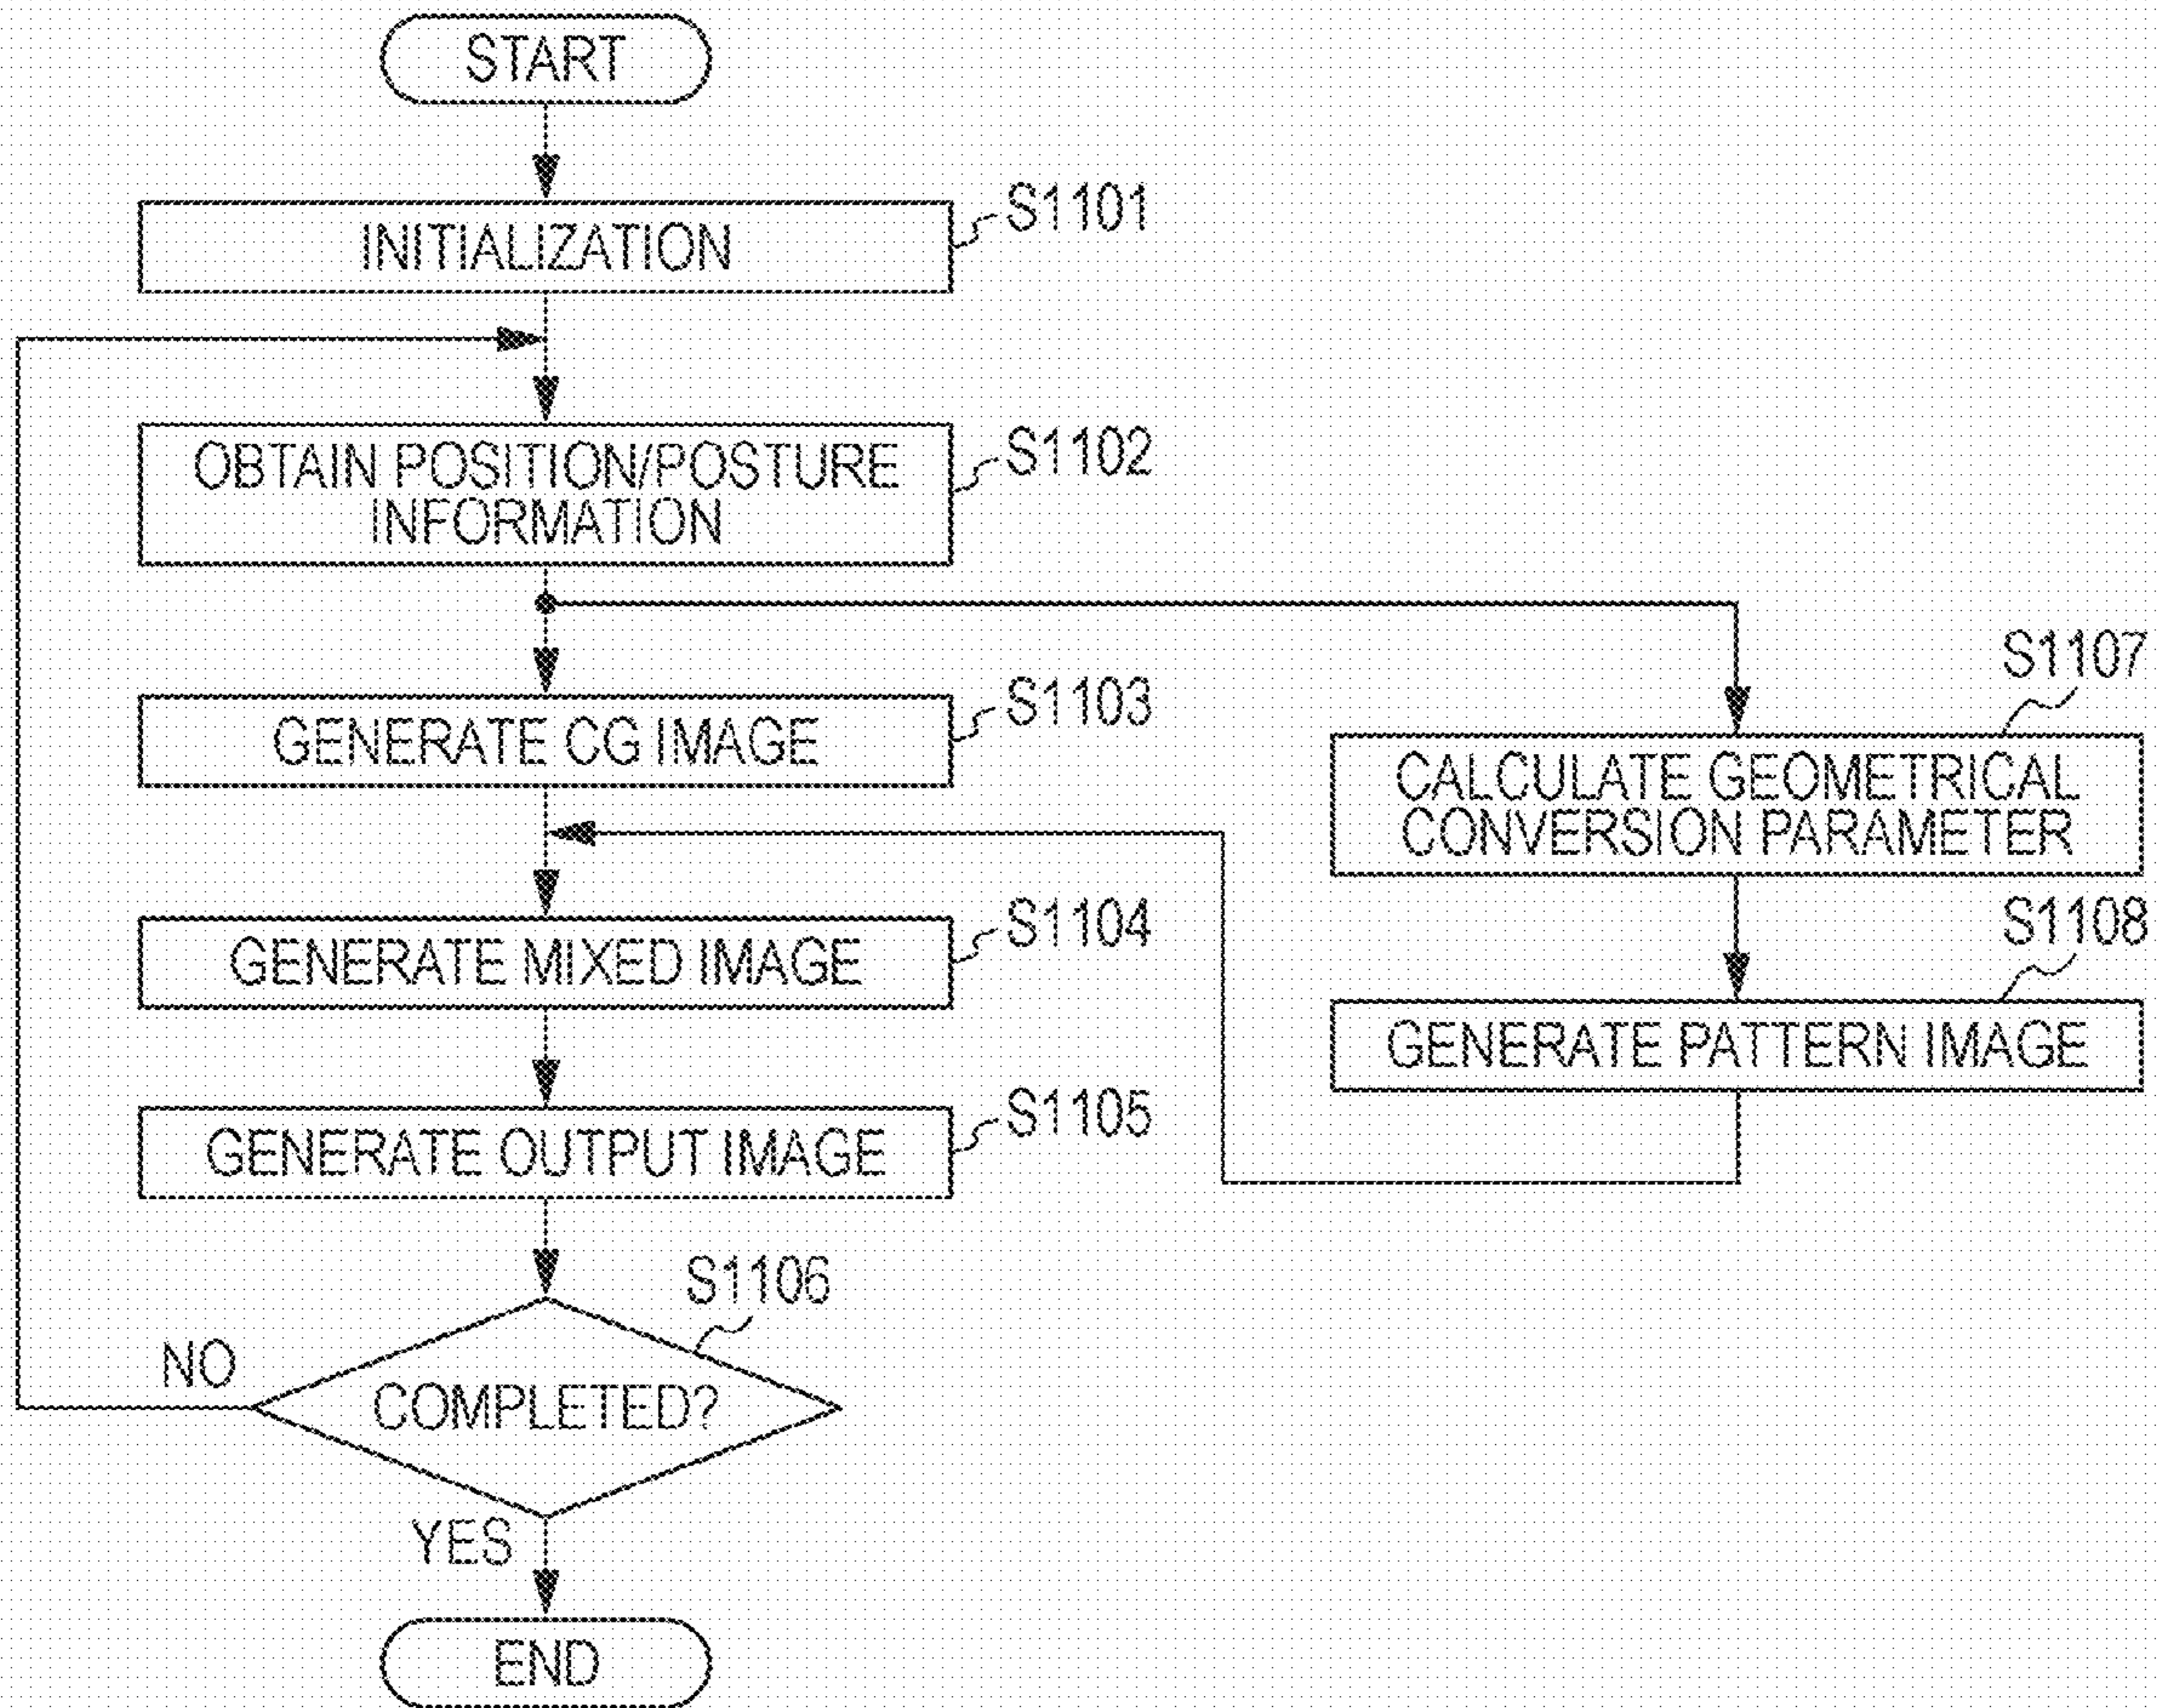 START
INITIALIZATION
S1101
OBTAIN POSITION/POSTURE
INFORMATION
S1102
GENERATE CG IMAGE
S1103
GENERATE MIXED IMAGE
S1104
GENERATE OUTPUT IMAGE
S1105
S1106
COMPLETED?
NO
YES
END
S1107
CALCULATE GEOMETRICAL
CONVERSION PARAMETER
S1108
GENERATE PATTERN IMAGE